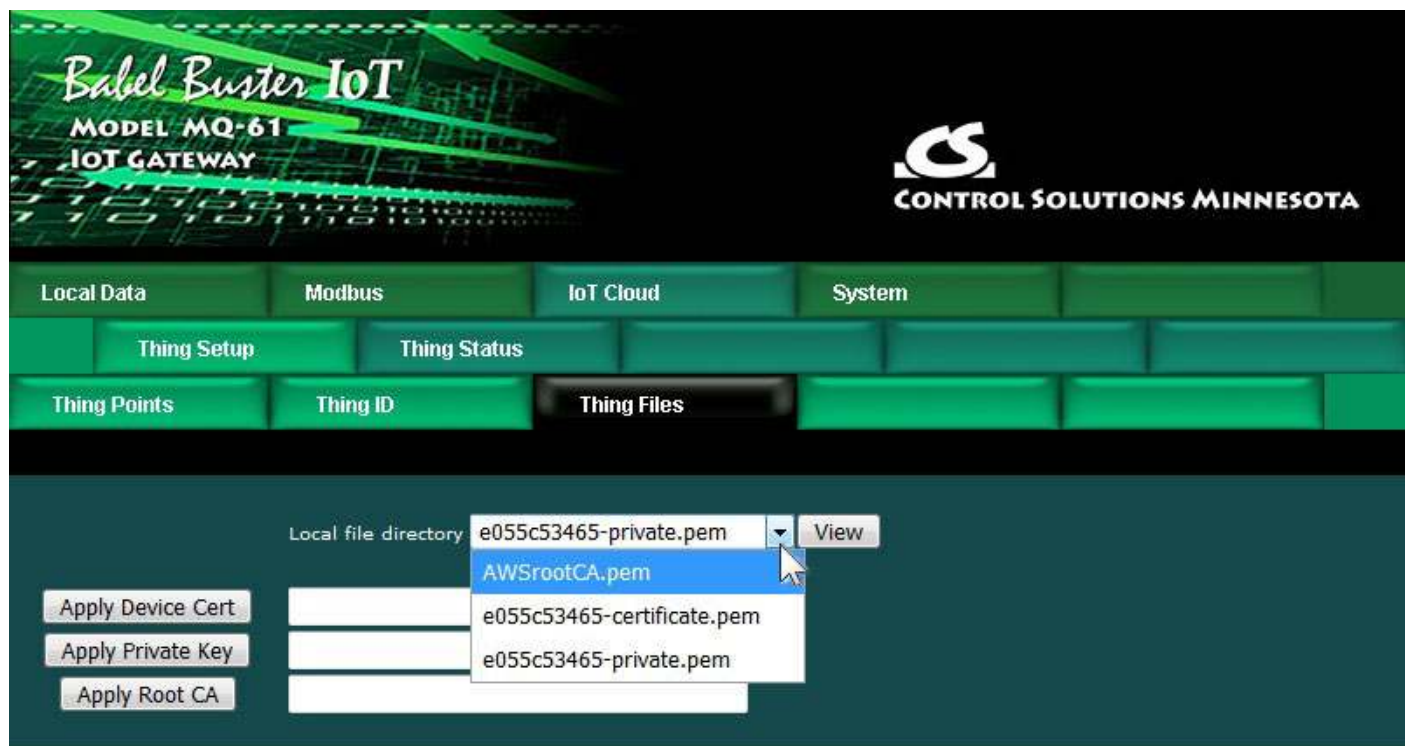 Babel Buster IoT
MODEL MQ-61
IOT GATEWAY
CS
CONTROL SOLUTIONS MINNESOTA
Local Data Modbus IoT Cloud System
Thing Setup Thing Status
Thing Points Thing ID Thing Files
Local file directory e055c53465-private.pem View
AWSrootCA.pem
Apply Device Cert e055c53465-certificate.pem
Apply Private Key e055c53465-private.pem
Apply Root CA